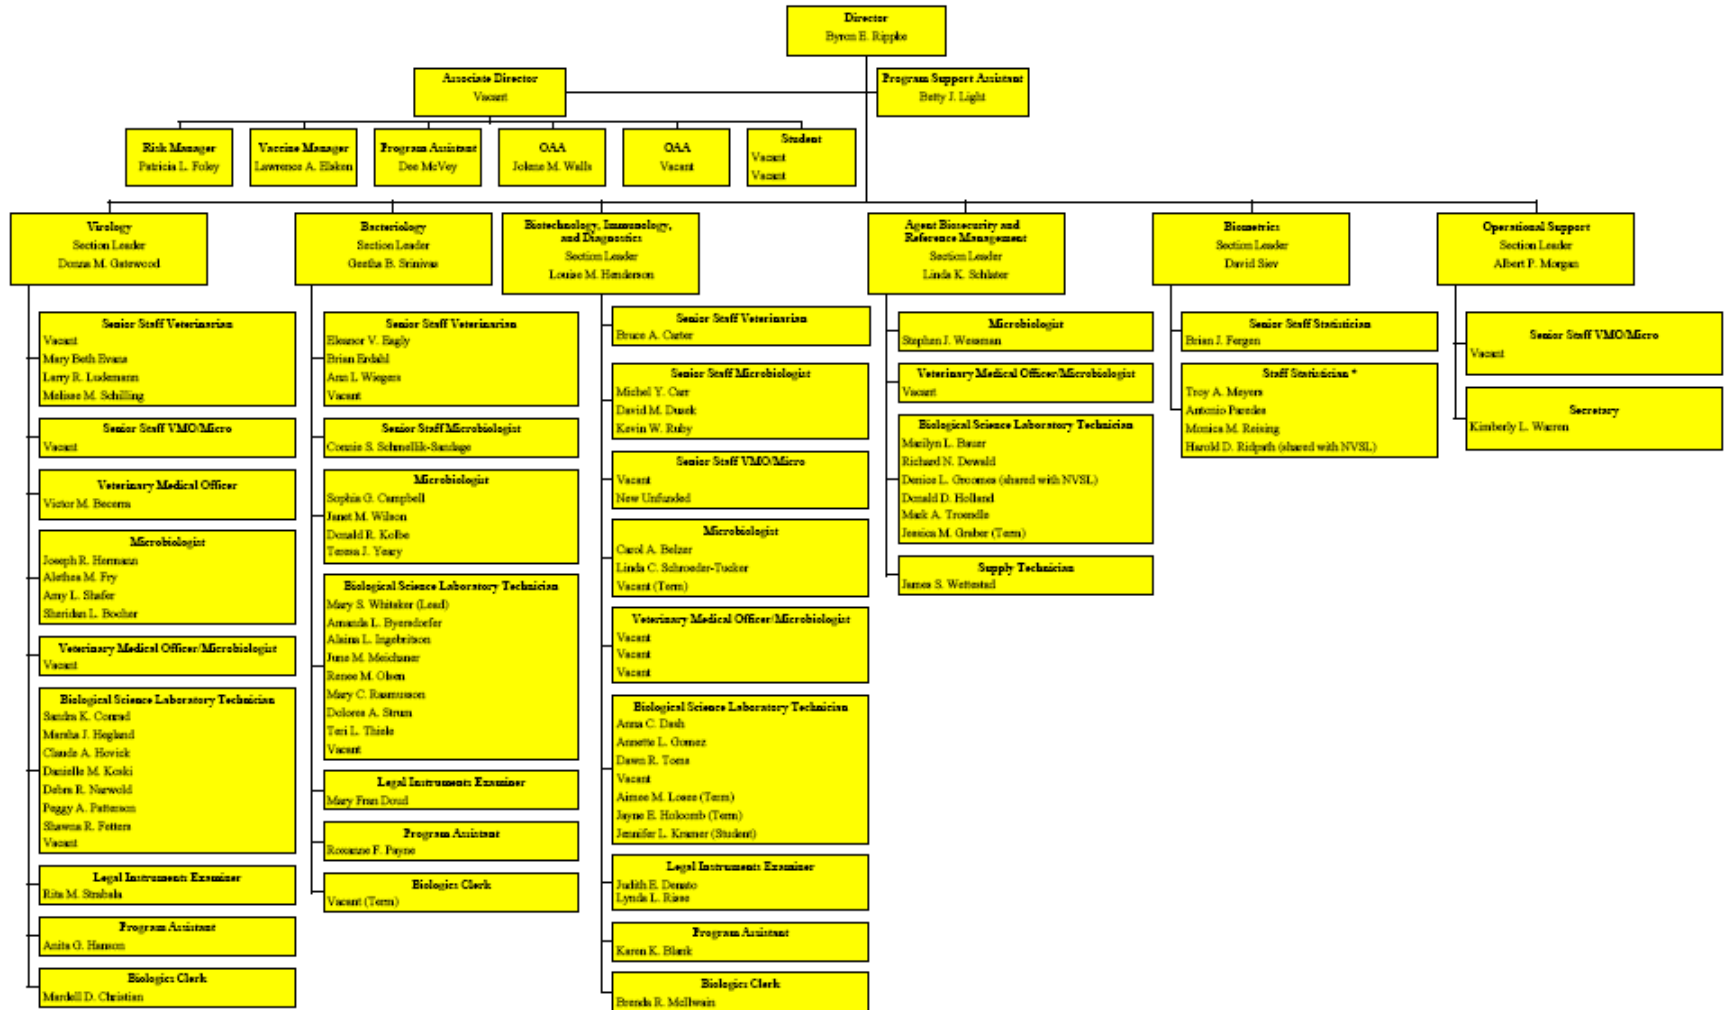 Director
Byron E. Rippke
Associate Director
Vacant
Program Support Assistant
Betty J. Light
Risk Manager
Patricia L. Foley
Vaccine Manager
Lawrence A. Elsken
Program Assistant
Dee McVey
OAA
Jolene M. Walls
OAA
Vacant
Student
Vacant
Vacant
Virology
Section Leader
Donna M. Gatewood
Senior Staff Veterinarian
Vacant
Mary Beth Evans
Larry R. Ludemann
Melisse M. Schilling
Senior Staff VMO/Micro
Vacant
Veterinary Medical Officer
Victor M. Becerra
Microbiologist
Joseph R. Hermann
Alethea M. Fry
Amy L. Shafer
Sheridan L. Booher
Veterinary Medical Officer/Microbiologist
Vacant
Biological Science Laboratory Technician
Sandra K. Conrad
Marsha J. Hegland
Claude A. Hovick
Danielle M. Koski
Debra R. Narwold
Peggy A. Patterson
Shawna R. Fetters
Vacant
Legal Instruments Examiner
Rita M. Strabala
Program Assistant
Anita G. Hanson
Biologics Clerk
Mardell D. Christian
Bacteriology
Section Leader
Geetha B. Srinivas
Senior Staff Veterinarian
Eleanor V. Eagly
Brian Erdahl
Ann L Wiegers
Vacant
Senior Staff Microbiologist
Connie S. Schmellik-Sandage
Microbiologist
Sophia G. Campbell
Janet M. Wilson
Donald R. Kolbe
Teresa J. Yeary
Biological Science Laboratory Technician
Mary S. Whitaker (Lead)
Amanda L. Byersdorfer
Alaina L. Ingebritson
June M. Meichsner
Renee M. Olsen
Mary C. Rasmusson
Dolores A. Strum
Teri L. Thiele
Vacant
Legal Instruments Examiner
Mary Fran Doud
Program Assistant
Roxanne F. Payne
Biologics Clerk
Vacant (Term)
Biotechnology, Immunology,
and Diagnostics
Section Leader
Louise M. Henderson
Senior Staff Veterinarian
Bruce A. Carter
Senior Staff Microbiologist
Michel Y. Carr
David M. Dusek
Kevin W. Ruby
Senior Staff VMO/Micro
Vacant
New Unfunded
Microbiologist
Carol A. Belzer
Linda C. Schroeder-Tucker
Vacant (Term)
Veterinary Medical Officer/Microbiologist
Vacant
Vacant
Vacant
Biological Science Laboratory Technician
Anna C. Dash
Annette L. Gomez
Dawn R. Toms
Vacant
Aimee M. Losee (Term)
Jayne E. Holcomb (Term)
Jennifer L. Kramer (Student)
Legal Instruments Examiner
Judith E. Denato
Lynda L. Risse
Program Assistant
Karen K. Blank
Biologics Clerk
Brenda R. McIlwain
Agent Biosecurity and
Reference Management
Section Leader
Linda K. Schlater
Microbiologist
Stephen J. Wessman
Veterinary Medical Officer/Microbiologist
Vacant
Biological Science Laboratory Technician
Marilyn L. Bauer
Richard N. Dewald
Denice L. Groomes (shared with NVSL)
Donald D. Holland
Mark A. Troendle
Jessica M. Graber (Term)
Supply Technician
James S. Wettestad
Biometrics
Section Leader
David Siev
Senior Staff Statistician
Brian J. Fergen
Staff Statistician *
Troy A. Meyers
Antonio Paredes
Monica M. Reising
Harold D. Ridpath (shared with NVSL)
Operational Support
Section Leader
Albert P. Morgan
Senior Staff VMO/Micro
Vacant
Secretary
Kimberly L. Warren